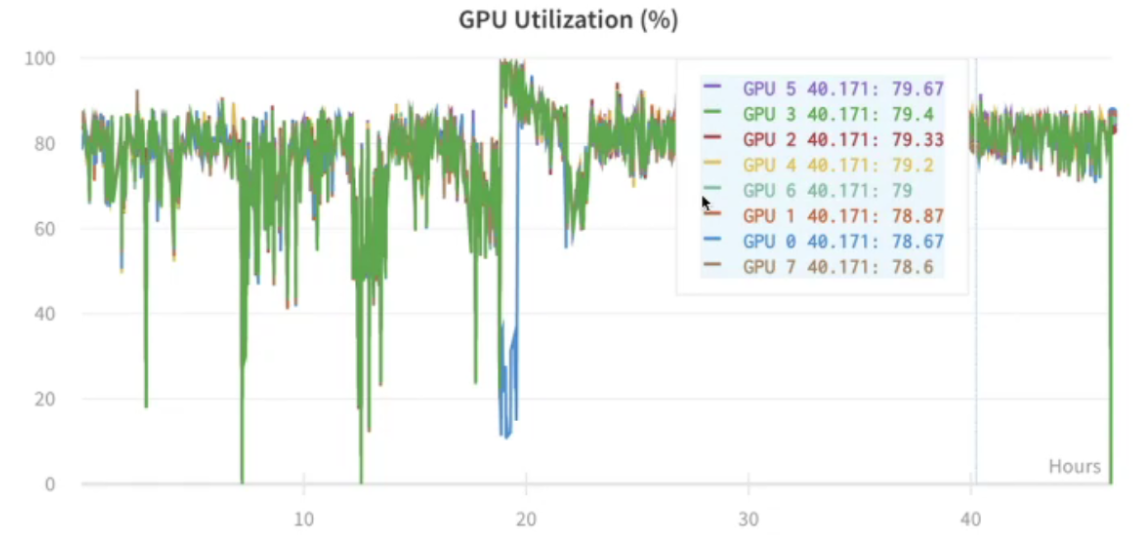 GPU Utilization (%)
100
80
60
40
20
0
GPU 5 40.171: 79.67
GPU 3 40.171: 79.4
GPU 2 40.171: 79.33
GPU 4 40.171: 79.2
GPU 6 40.171: 79
GPU 1 40.171: 78.87
GPU 0 40.171: 78.67
GPU 7 40.171: 78.6
Hours
10 20 30 40